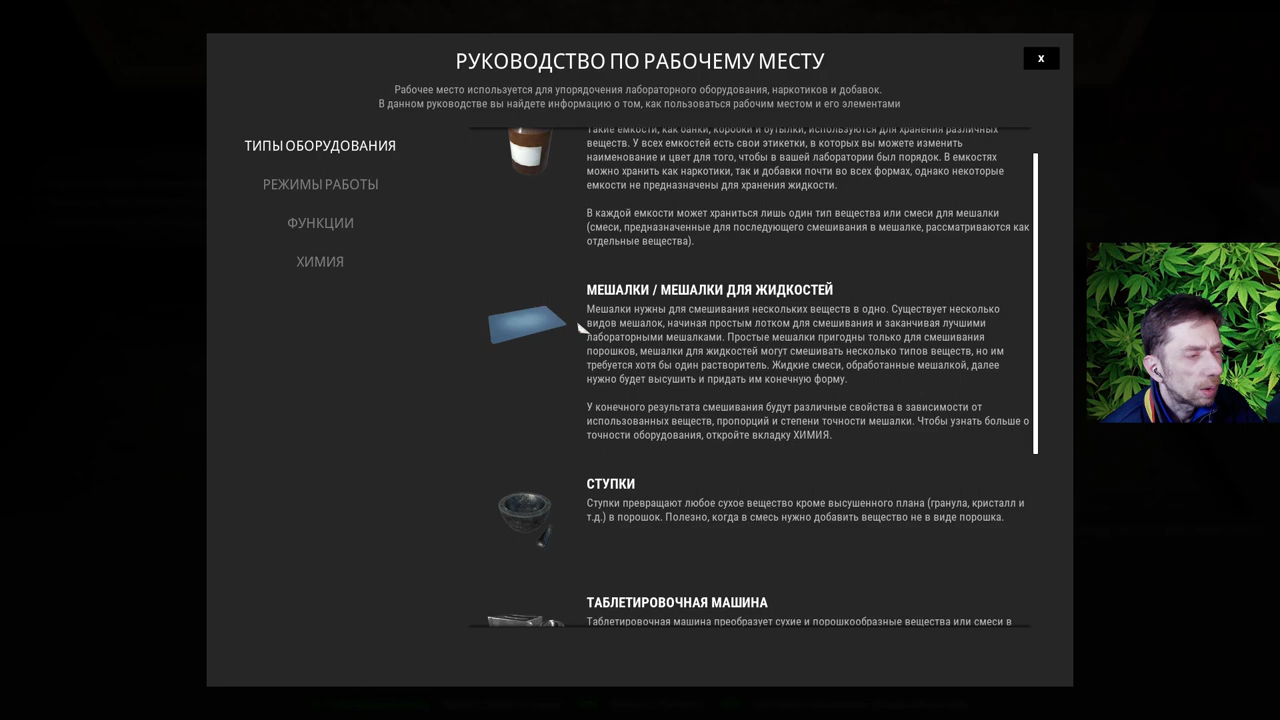 РУКОВОДСТВО ПО РАБОЧЕМУ МЕСТУ
x
Рабочее место используется для упорядочения лабораторного оборудования, наркотиков и добавок.
В данном руководстве вы найдете информацию о том, как пользоваться рабочим местом и его элементами
ТИПЫ ОБОРУДОВАНИЯ
РЕЖИМЫ РАБОТЫ
ФУНКЦИИ
ХИМИЯ
Такие емкости, как банки, коробки и бутылки, используются для хранения различных
веществ. У всех емкостей есть свои этикетки, в которых вы можете изменить
наименование и цвет для того, чтобы в вашей лаборатории был порядок. В емкостях
можно хранить как наркотики, так и добавки почти во всех формах, однако некоторые
емкости не предназначены для хранения жидкости.
В каждой емкости может храниться лишь один тип вещества или смеси для мешалки
(смеси, предназначенные для последующего смешивания в мешалке, рассматриваются как
отдельные вещества).
МЕШАЛКИ / МЕШАЛКИ ДЛЯ ЖИДКОСТЕЙ
Мешалки нужны для смешивания нескольких веществ в одно. Существует несколько
видов мешалок, начиная простым лотком для смешивания и заканчивая лучшими
лабораторными мешалками. Простые мешалки пригодны только для смешивания
порошков, мешалки для жидкостей могут смешивать несколько типов веществ, но им
требуется хотя бы один растворитель. Жидкие смеси, обработанные мешалкой, далее
нужно будет высушить и придать им конечную форму.
У конечного результата смешивания будут различные свойства в зависимости от
использованных веществ, пропорций и степени точности мешалки. Чтобы узнать больше о
точности оборудования, откройте вкладку ХИМИЯ.
СТУПКИ
Ступки превращают любое сухое вещество кроме высушенного плана (гранула, кристалл и
т.д.) в порошок. Полезно, когда в смесь нужно добавить вещество не в виде порошка.
ТАБЛЕТИРОВОЧНАЯ МАШИНА
Таблетировочная машина преобразует сухие и порошкообразные вещества или смеси в